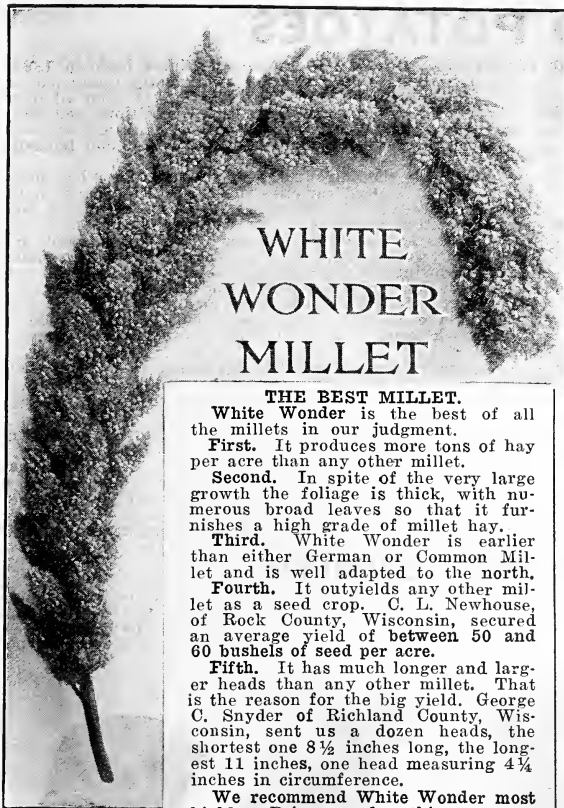 WHITE
WONDER
MILLET
THE BEST MILLET.
White Wonder is the best of all
the millets in our judgment.
First. It produces more tons of hay
per acre than any other millet.
Second. In spite of the very large
growth the foliage is thick, with nu-
merous broad leaves so that it fur-
nishes a high grade of millet hay.
Third. White Wonder is earlier
than either German or Common Mil-
let and is well adapted to the north.
Fourth. It outyields any other mil-
let as a seed crop. C. L. Newhouse,
of Rock County, Wisconsin, secured
an average yield of between 50 and
60 bushels of seed per acre.
Fifth. It has much longer and larg-
er heads than any other millet. That
is the reason for the big yield. George
C. Snyder of Richland County, Wis-
consin, sent us a dozen heads, the
shortest one 8½ inches long, the long-
est 11 inches, one head measuring 4¼
inches in circumference.
We recommend White Wonder most